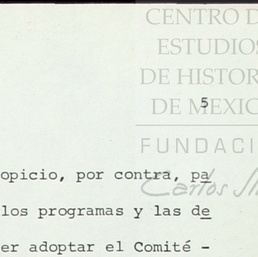 CENTRO D
ESTUDIOS
DE HISTOR
DE MEXIC
5
FUNDACI
Carlos Sli
opicio, por contra, pa
los programas y las de
er adoptar el Comité -